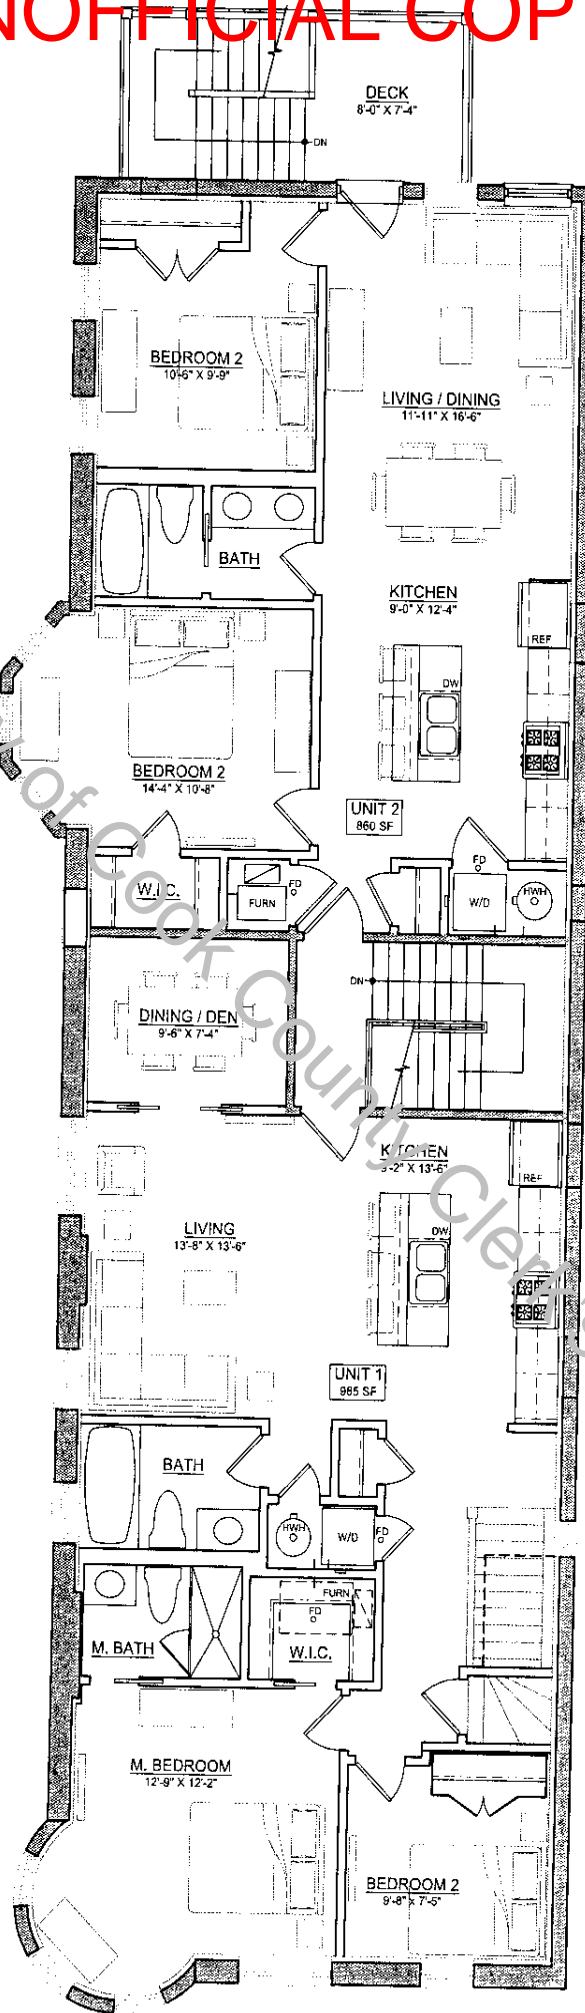 NOFFICIAL COP
DECK
8'-0" X 7'-4"
DN
BEDROOM 2
10'-6" X 9'-9"
LIVING / DINING
11'-11" X 16'-6"
BATH
KITCHEN
9'-0" X 12'-4"
REF
DW
BEDROOM 2
14'-4" X 10'-8"
UNIT 2
860 SF
W.I.C.
FURN
FD
FD
W/D
HWH
DINING / DEN
9'-6" X 7'-4"
DN
KITCHEN
9'-2" X 13'-6"
REF
LIVING
13'-8" X 13'-6"
DW
UNIT 1
985 SF
BATH
HWH
W/D
FD
FURN
FD
M. BATH
W.I.C.
M. BEDROOM
12'-9" X 12'-2"
BEDROOM 2
9'-8" X 7'-5"
y of Cook County Clerk's